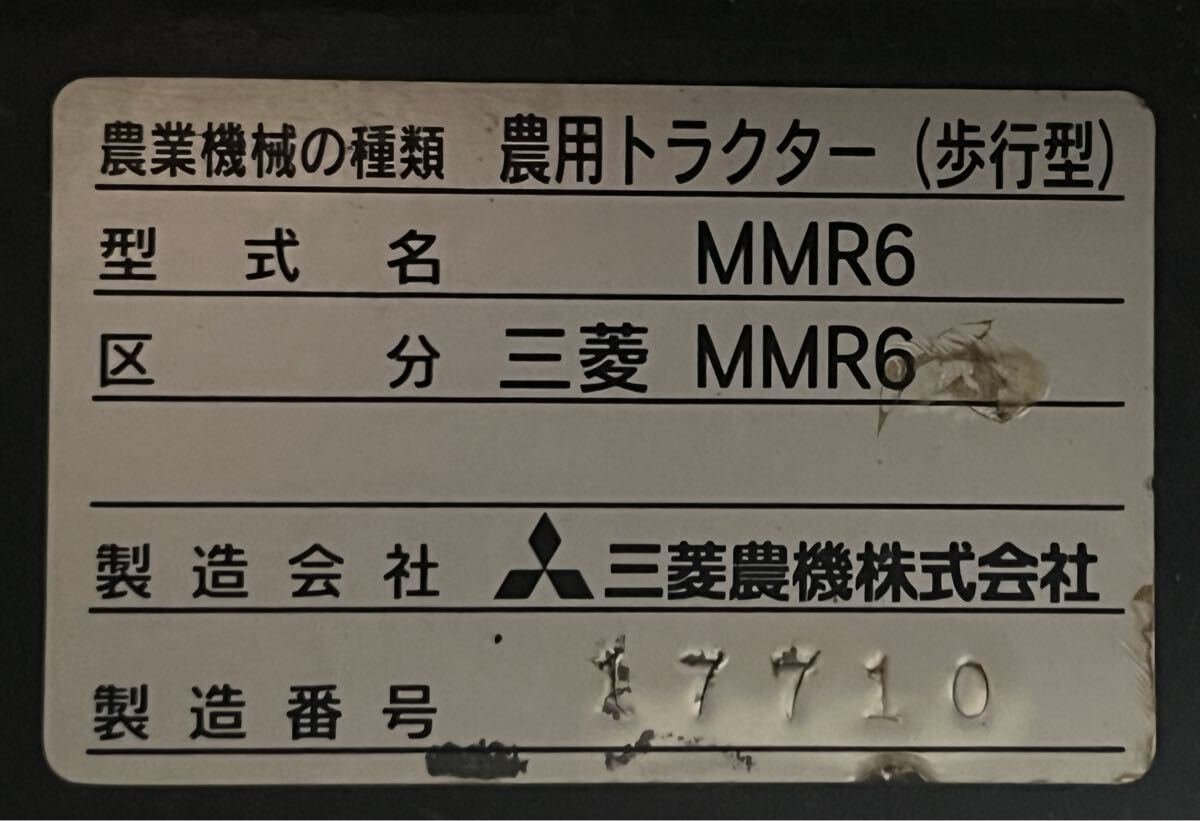 農業機械の種類 農用トラクター (歩行型)
型式名 MMR6
区分 三菱 MMR6
製造会社 三菱農機株式会社
製造番号 17710